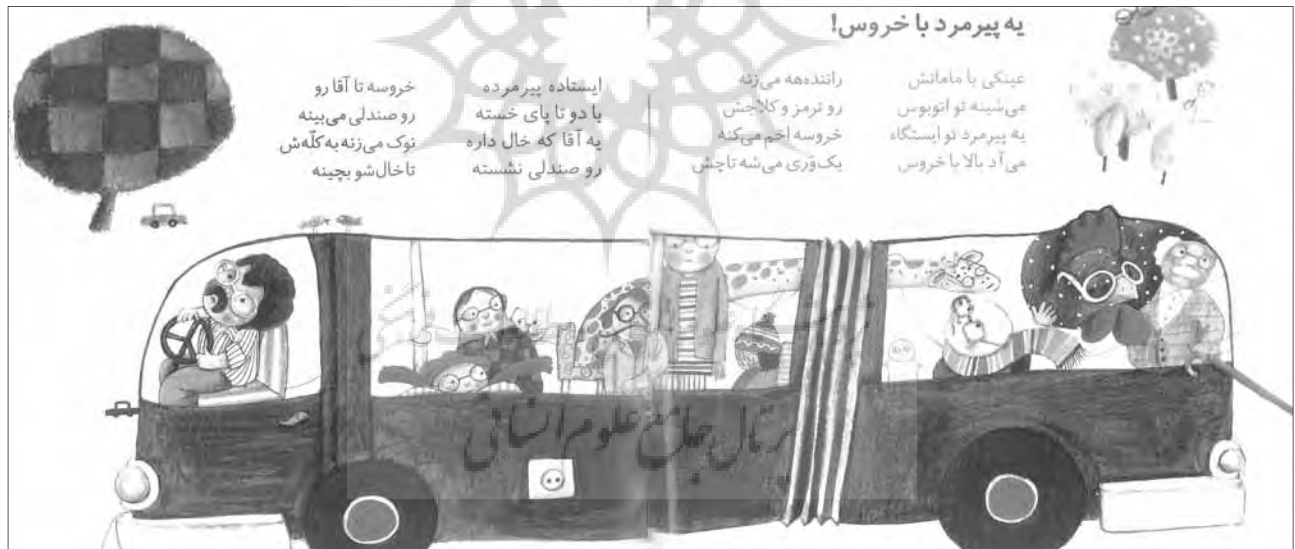 یه پیرمرد با خروس!
عینکی با مامانش
می‌شینه تو اتوبوس
یه پیرمرد تو ایستگاه
می‌آد بالا با خروس
راننده‌هه می‌زنه
رو ترمز و کلاجش
خروسه اخم می‌کنه
یک‌وَری می‌شه تاجش
ایستاده پیرمرده
با دو تا پای خسته
یه آقا که خال داره
رو صندلی نشسته
خروسه تا آقا رو
رو صندلی می‌بینه
نوک می‌زنه به کلّه‌ش
تا خال‌شو بچینه
پرتال جامع علوم انسانی